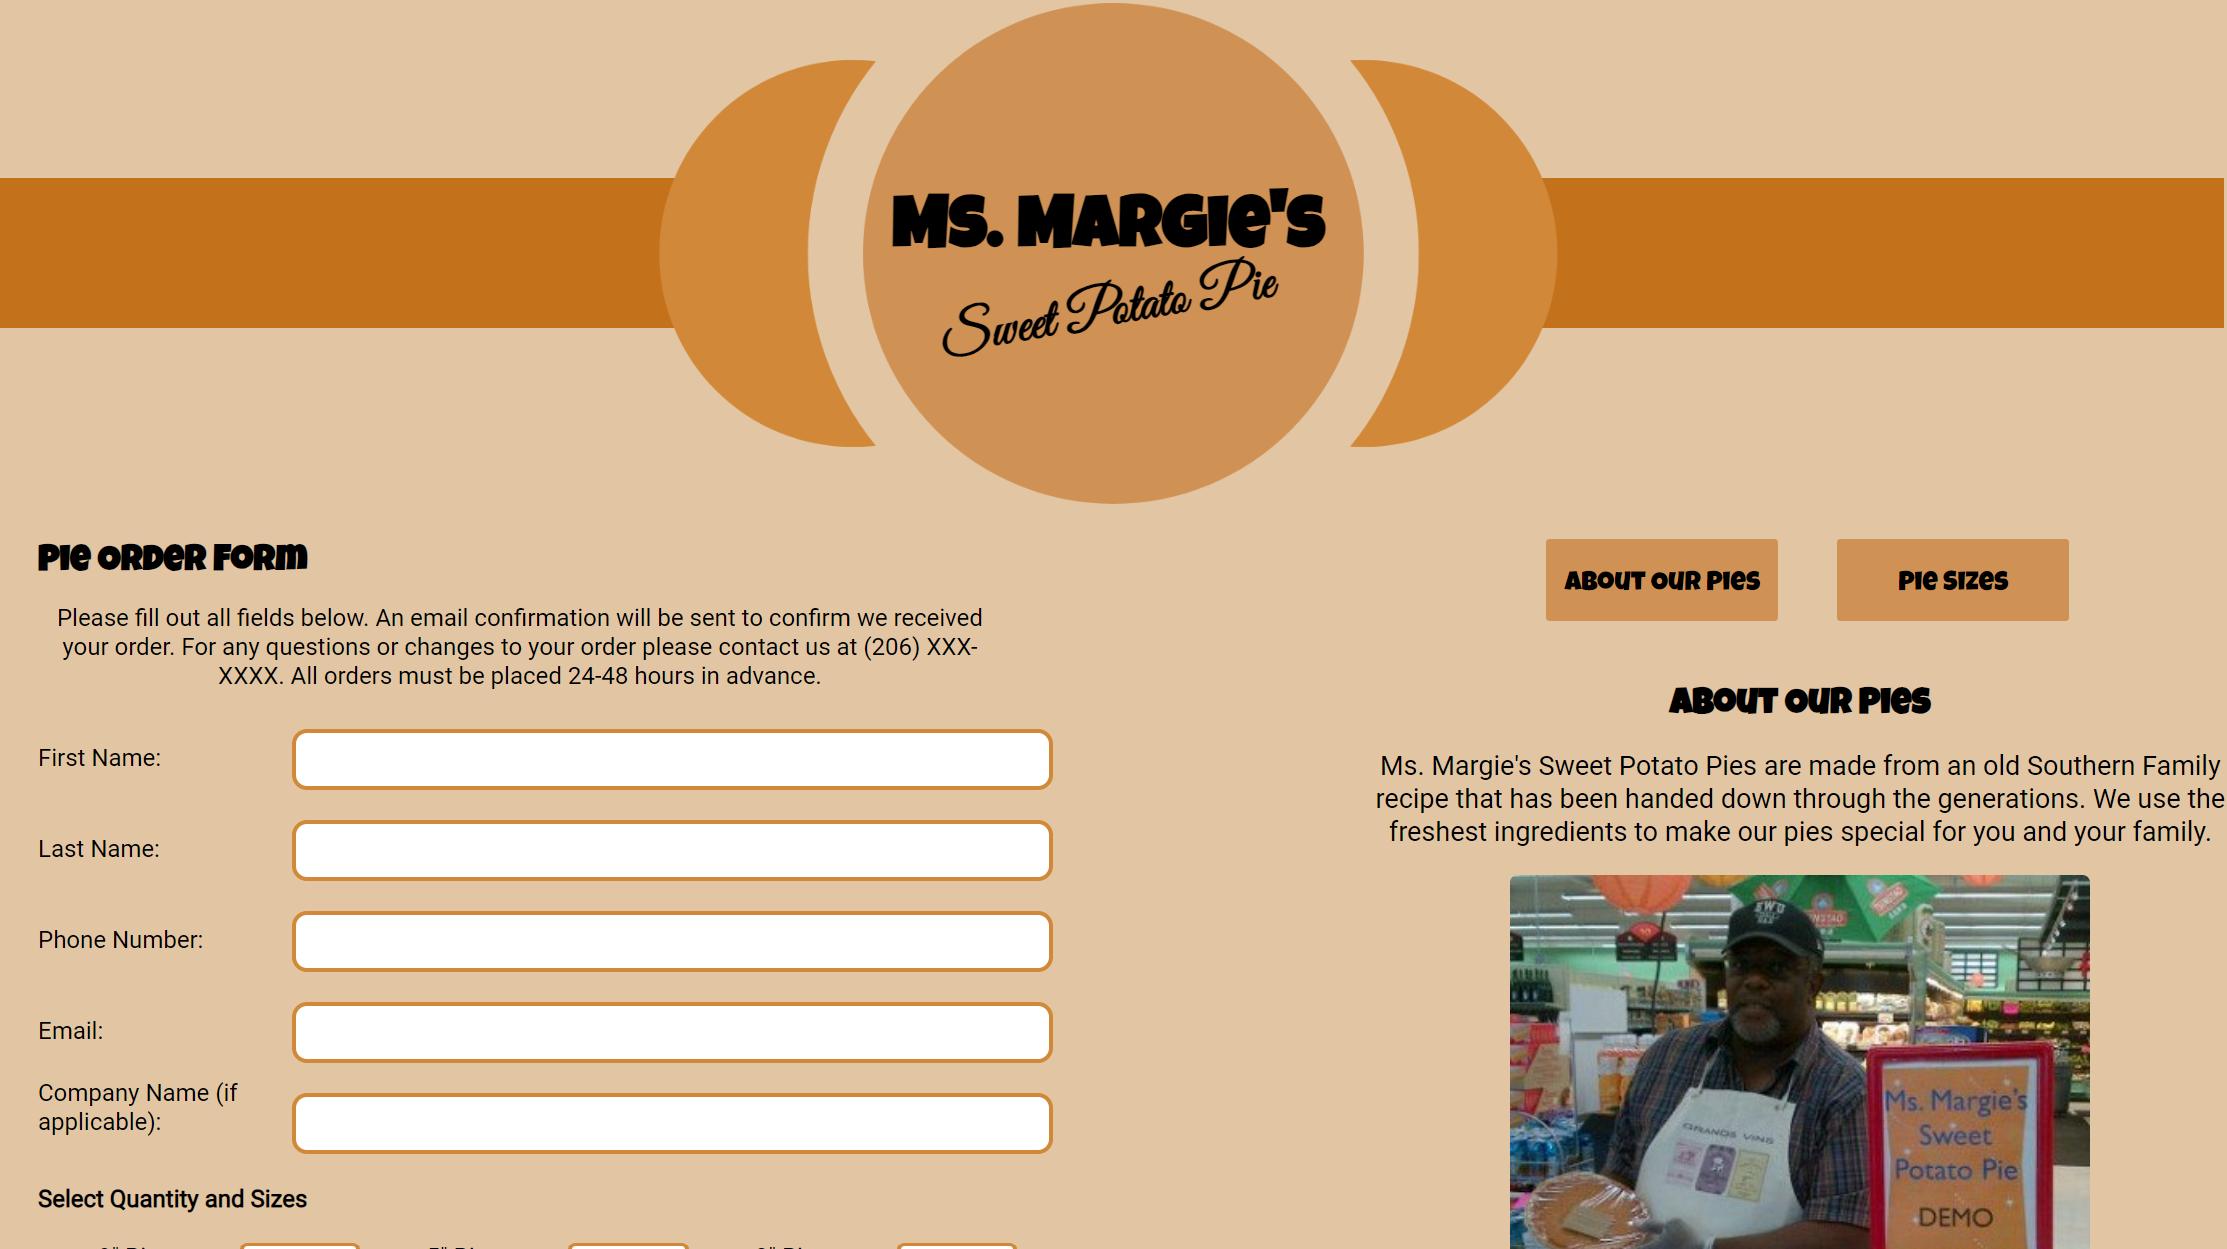 Ms. Margie's
Sweet Potato Pie
Pie Order Form
Please fill out all fields below. An email confirmation will be sent to confirm we received
your order. For any questions or changes to your order please contact us at (206) XXX-
XXXX. All orders must be placed 24-48 hours in advance.
First Name:
Last Name:
Phone Number:
Email:
Company Name (if
applicable):
Select Quantity and Sizes
About Our Pies
Pie Sizes
About Our Pies
Ms. Margie's Sweet Potato Pies are made from an old Southern Family
recipe that has been handed down through the generations. We use the
freshest ingredients to make our pies special for you and your family.
EWU
GRANDS VINS
Ms. Margie's
Sweet
Potato Pie
DEMO